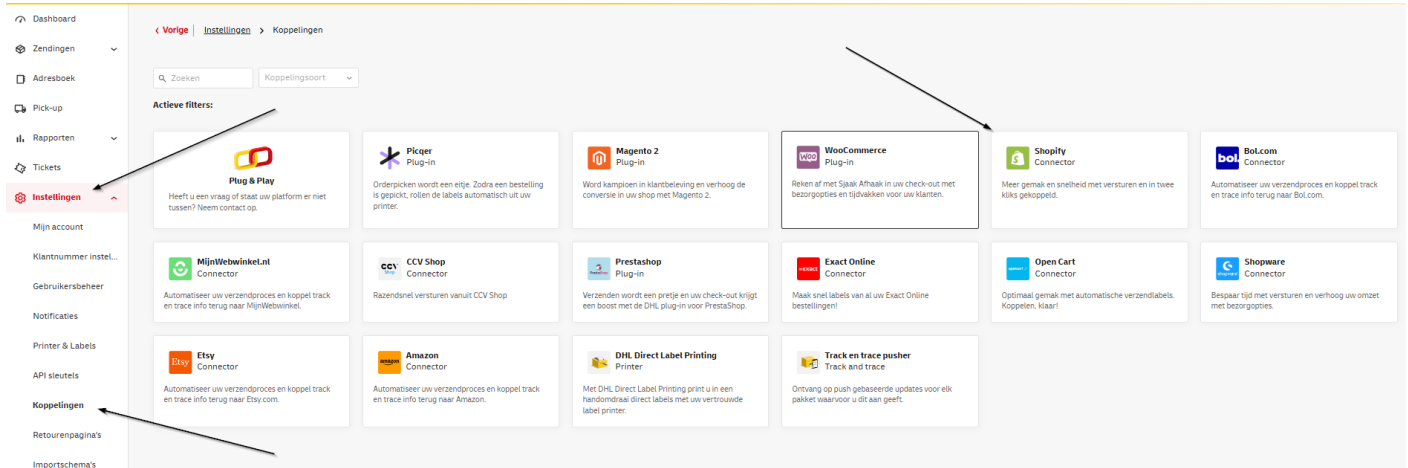 Dashboard
Zendingen
Adresboek
Pick-up
Rapporten
Tickets
Instellingen
Mijn account
Klantnummer instel...
Gebruikersbeheer
Notificaties
Printer & Labels
API sleutels
Koppelingen
Retourenpagina's
Importschema's
‹ Vorige | Instellingen › Koppelingen
Zoeken
Koppelingsoort
Actieve filters:
Plug & Play
Heeft u een vraag of staat uw platform er niet
tussen? Neem contact op.
Picqer
Plug-in
Orderpicken wordt een eitje. Zodra een bestelling
is gepickt, rollen de labels automatisch uit uw
printer.
Magento 2
Plug-in
Word kampioen in klantbeleving en verhoog de
conversie in uw shop met Magento 2.
WOO
WooCommerce
Plug-in
Reken af met Sjaak Afhaak in uw check-out met
bezorgopties en tijdvakken voor uw klanten.
Shopify
Connector
Meer gemak en snelheid met versturen en in twee
kliks gekoppeld.
bol.
Bol.com
Connector
Automatiseer uw verzendproces en koppel track
en trace info terug naar Bol.com.
MijnWebwinkel.nl
Connector
Automatiseer uw verzendproces en koppel track
en trace info terug naar MijnWebwinkel.
CCV
Shop
CCV Shop
Connector
Razendsnel versturen vanuit CCV Shop
PrestaShop
Prestashop
Plug-in
Verzenden wordt een pretje en uw check-out krijgt
een boost met de DHL plug-in voor PrestaShop.
=exact
Exact Online
Connector
Maak snel labels van al uw Exact Online
bestellingen!
Open Cart
Connector
Optimaal gemak met automatische verzendlabels.
Koppelen, klaar!
shopware
Shopware
Connector
Bespaar tijd met versturen en verhoog uw omzet
met bezorgopties.
Etsy
Etsy
Connector
Automatiseer uw verzendproces en koppel track
en trace info terug naar Etsy.com.
amazon
Amazon
Connector
Automatiseer uw verzendproces en koppel track
en trace info terug naar Amazon.
DHL Direct Label Printing
Printer
Met DHL Direct Label Printing print u in een
handomdraai direct labels met uw vertrouwde
label printer.
Track en trace pusher
Track and trace
Ontvang op push gebaseerde updates voor elk
pakket waarvoor u dit aan geeft.